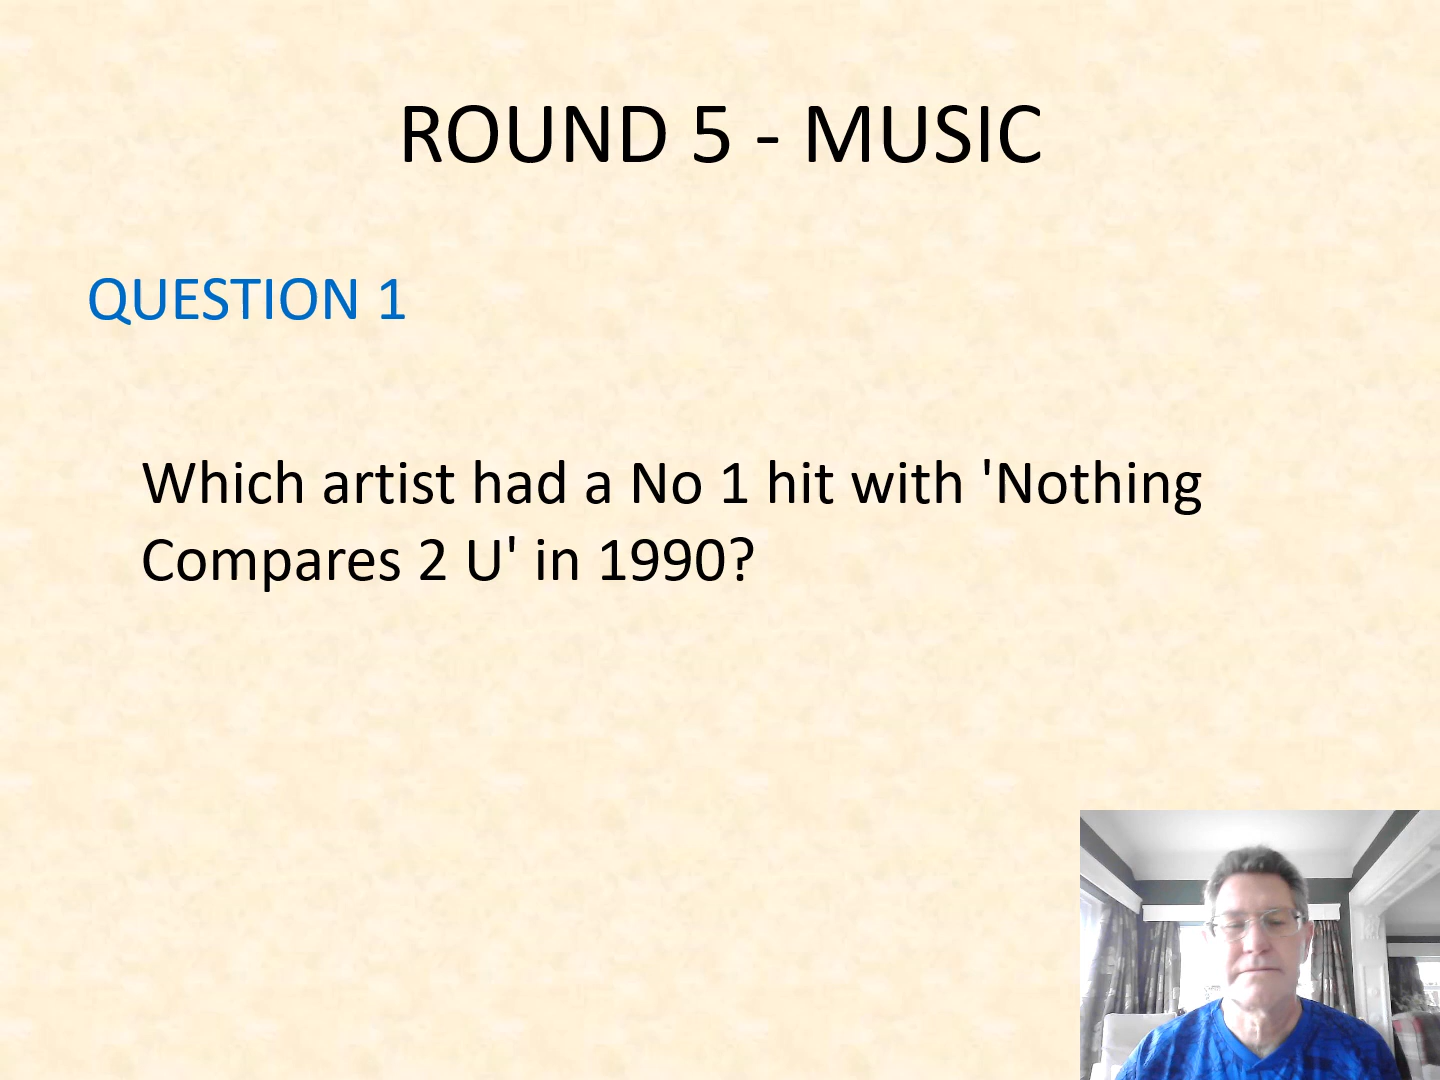 ROUND 5 - MUSIC
QUESTION 1
Which artist had a No 1 hit with 'Nothing
Compares 2 U' in 1990?